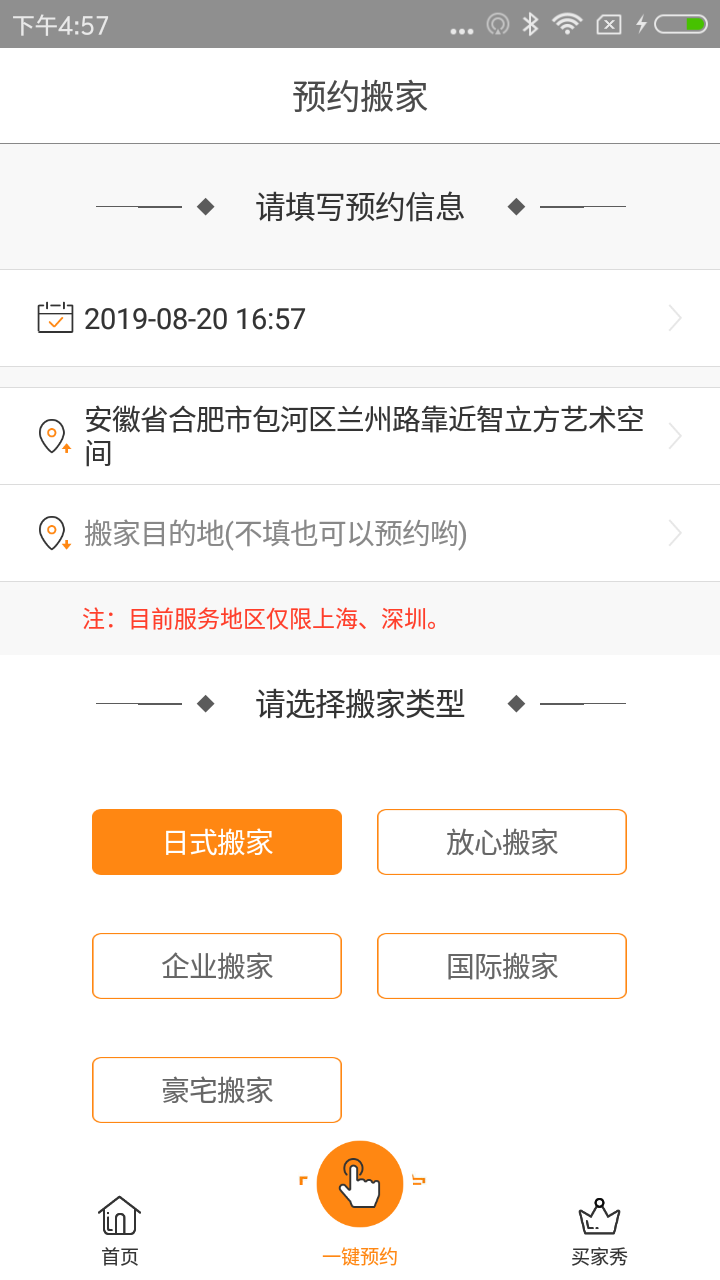 下午4:57
预约搬家
请填写预约信息
2019-08-20 16:57
安徽省合肥市包河区兰州路靠近智立方艺术空
间
搬家目的地(不填也可以预约哟)
注：目前服务地区仅限上海、深圳。
请选择搬家类型
日式搬家
放心搬家
企业搬家
国际搬家
豪宅搬家
首页
一键预约
买家秀